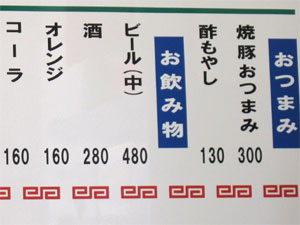 おつまみ
焼豚おつまみ 300
酢もやし 130
お飲み物
ビール(中) 480
酒 280
オレンジ 160
コーラ 160